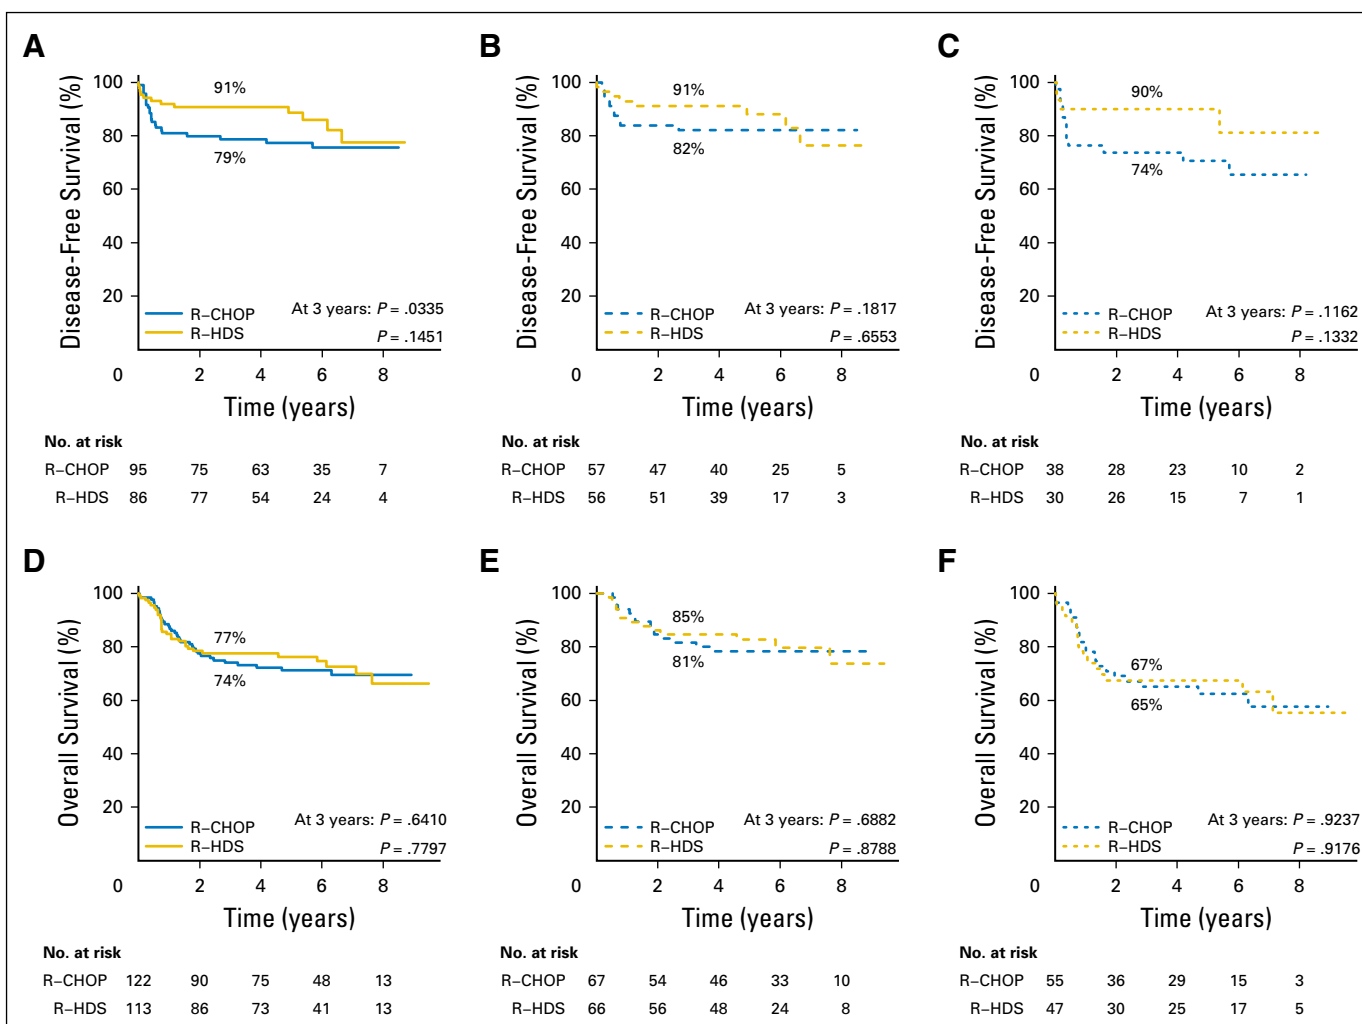 A
Disease-Free Survival (%)
100
80
60
40
20
0
91%
79%
R–CHOP
R–HDS
At 3 years: P = .0335
P = .1451
2 4 6 8
Time (years)
No. at risk
R–CHOP 95 75 63 35 7
R–HDS 86 77 54 24 4
B
Disease-Free Survival (%)
100
80
60
40
20
0
91%
82%
R–CHOP
R–HDS
At 3 years: P = .1817
P = .6553
2 4 6 8
Time (years)
No. at risk
R–CHOP 57 47 40 25 5
R–HDS 56 51 39 17 3
C
Disease-Free Survival (%)
100
80
60
40
20
0
90%
74%
R–CHOP
R–HDS
At 3 years: P = .1162
P = .1332
2 4 6 8
Time (years)
No. at risk
R–CHOP 38 28 23 10 2
R–HDS 30 26 15 7 1
D
Overall Survival (%)
100
80
60
40
20
0
77%
74%
R–CHOP
R–HDS
At 3 years: P = .6410
P = .7797
2 4 6 8
Time (years)
No. at risk
R–CHOP 122 90 75 48 13
R–HDS 113 86 73 41 13
E
Overall Survival (%)
100
80
60
40
20
0
85%
81%
R–CHOP
R–HDS
At 3 years: P = .6882
P = .8788
2 4 6 8
Time (years)
No. at risk
R–CHOP 67 54 46 33 10
R–HDS 66 56 48 24 8
F
Overall Survival (%)
100
80
60
40
20
0
67%
65%
R–CHOP
R–HDS
At 3 years: P = .9237
P = .9176
2 4 6 8
Time (years)
No. at risk
R–CHOP 55 36 29 15 3
R–HDS 47 30 25 17 5